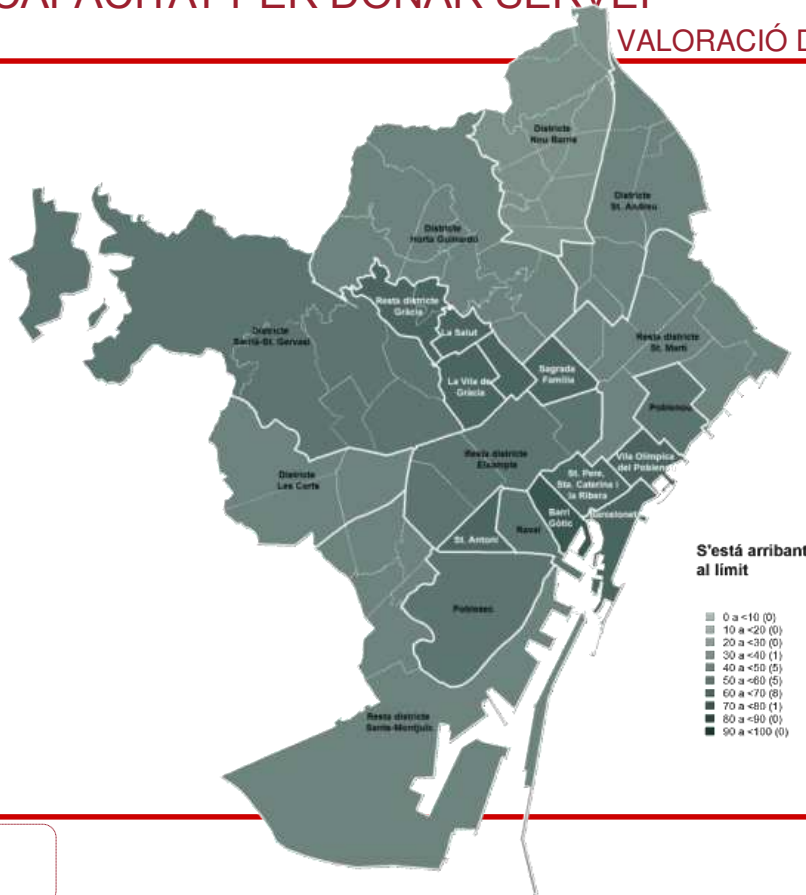 CAPACITAT PER DONAR SERVEI
VALORACIÓ D
Districte
Nou Barris
Districte
St. Andreu
Districte
Horta Guinardó
Resta districte
Gràcia
La Salut
Districte
Sarrià-St. Gervasi
Resta districte
St. Martí
Sagrada
Família
La Vila de
Gràcia
Poblenou
Resta districte
Eixample
Vila Olímpica
del Poblenou
Districte
Les Corts
St. Pere,
Sta. Caterina i
la Ribera
Barri
Gòtic
Barceloneta
Raval
St. Antoni
Poblesec
Resta districte
Sants-Montjuïc
S'està arribant
al límit
0 a <10 (0)
10 a <20 (0)
20 a <30 (0)
30 a <40 (1)
40 a <50 (5)
50 a <60 (5)
60 a <70 (8)
70 a <80 (1)
80 a <90 (0)
90 a <100 (0)